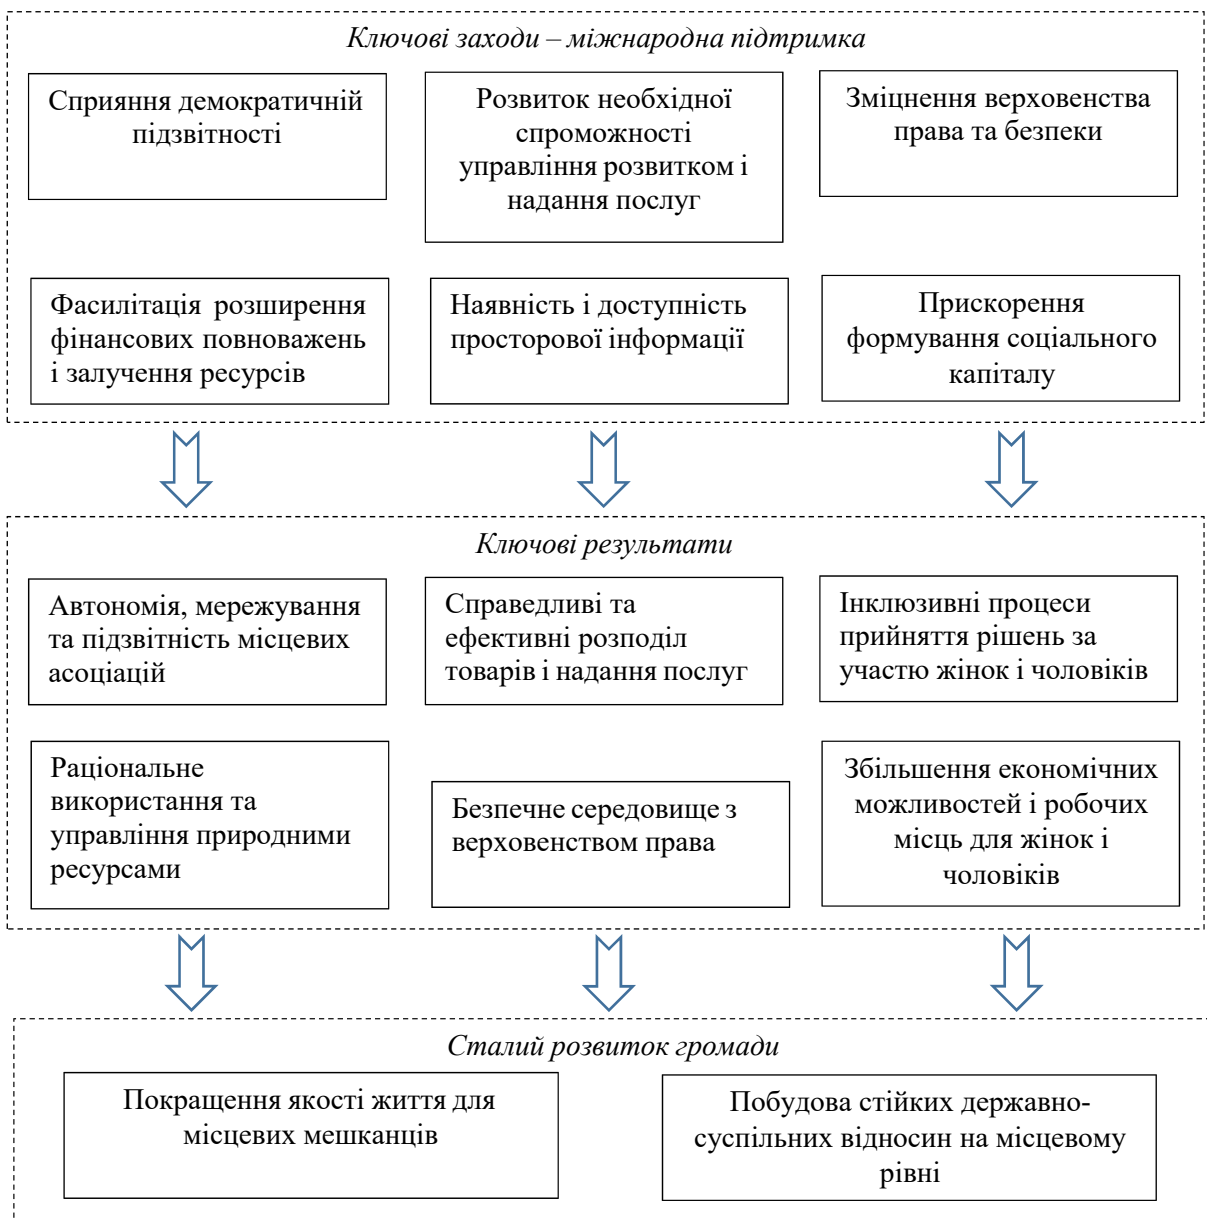 Ключові заходи – міжнародна підтримка
Сприяння демократичній
підзвітності
Розвиток необхідної
спроможності
управління розвитком і
надання послуг
Зміцнення верховенства
права та безпеки
Фасилітація розширення
фінансових повноважень
і залучення ресурсів
Наявність і доступність
просторової інформації
Прискорення
формування соціального
капіталу
Ключові результати
Автономія, мережування
та підзвітність місцевих
асоціацій
Справедливі та
ефективні розподіл
товарів і надання послуг
Інклюзивні процеси
прийняття рішень за
участю жінок і чоловіків
Раціональне
використання та
управління природними
ресурсами
Безпечне середовище з
верховенством права
Збільшення економічних
можливостей і робочих
місць для жінок і
чоловіків
Сталий розвиток громади
Покращення якості життя для
місцевих мешканців
Побудова стійких державно-
суспільних відносин на місцевому
рівні